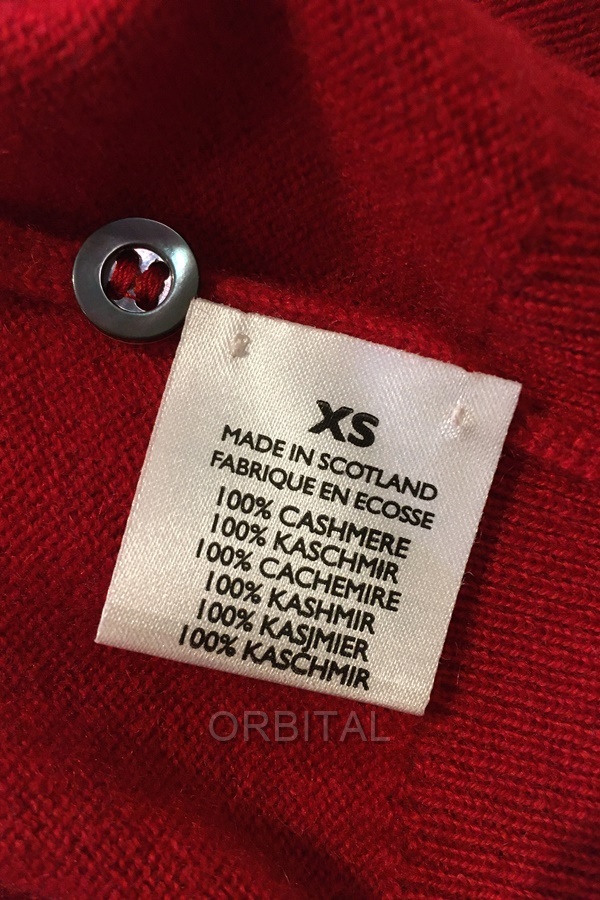 XS
MADE IN SCOTLAND
FABRIQUE EN ECOSSE
100% CASHMERE
100% KASCHMIR
100% CACHEMIRE
100% KASHMIR
100% KASJMIER
100% KASCHMIR
ORBITAL